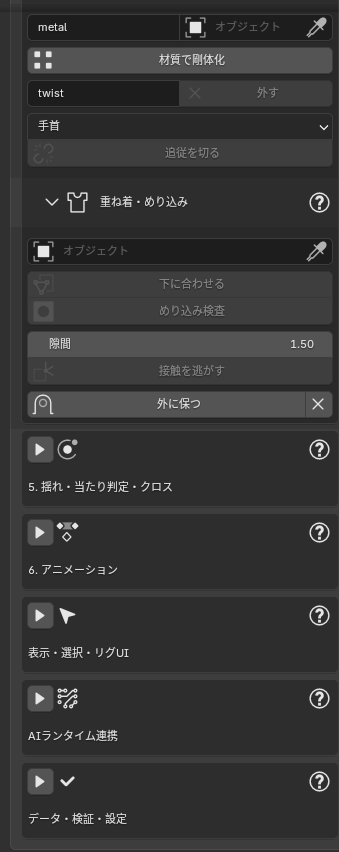 metal オブジェクト
材質で剛体化
twist 外す
手首
追従を切る
重ね着・めり込み
オブジェクト
下に合わせる
めり込み検査
隙間 1.50
接触を逃がす
外に保つ
5. 揺れ・当たり判定・クロス
6. アニメーション
表示・選択・リグUI
AIランタイム連携
データ・検証・設定